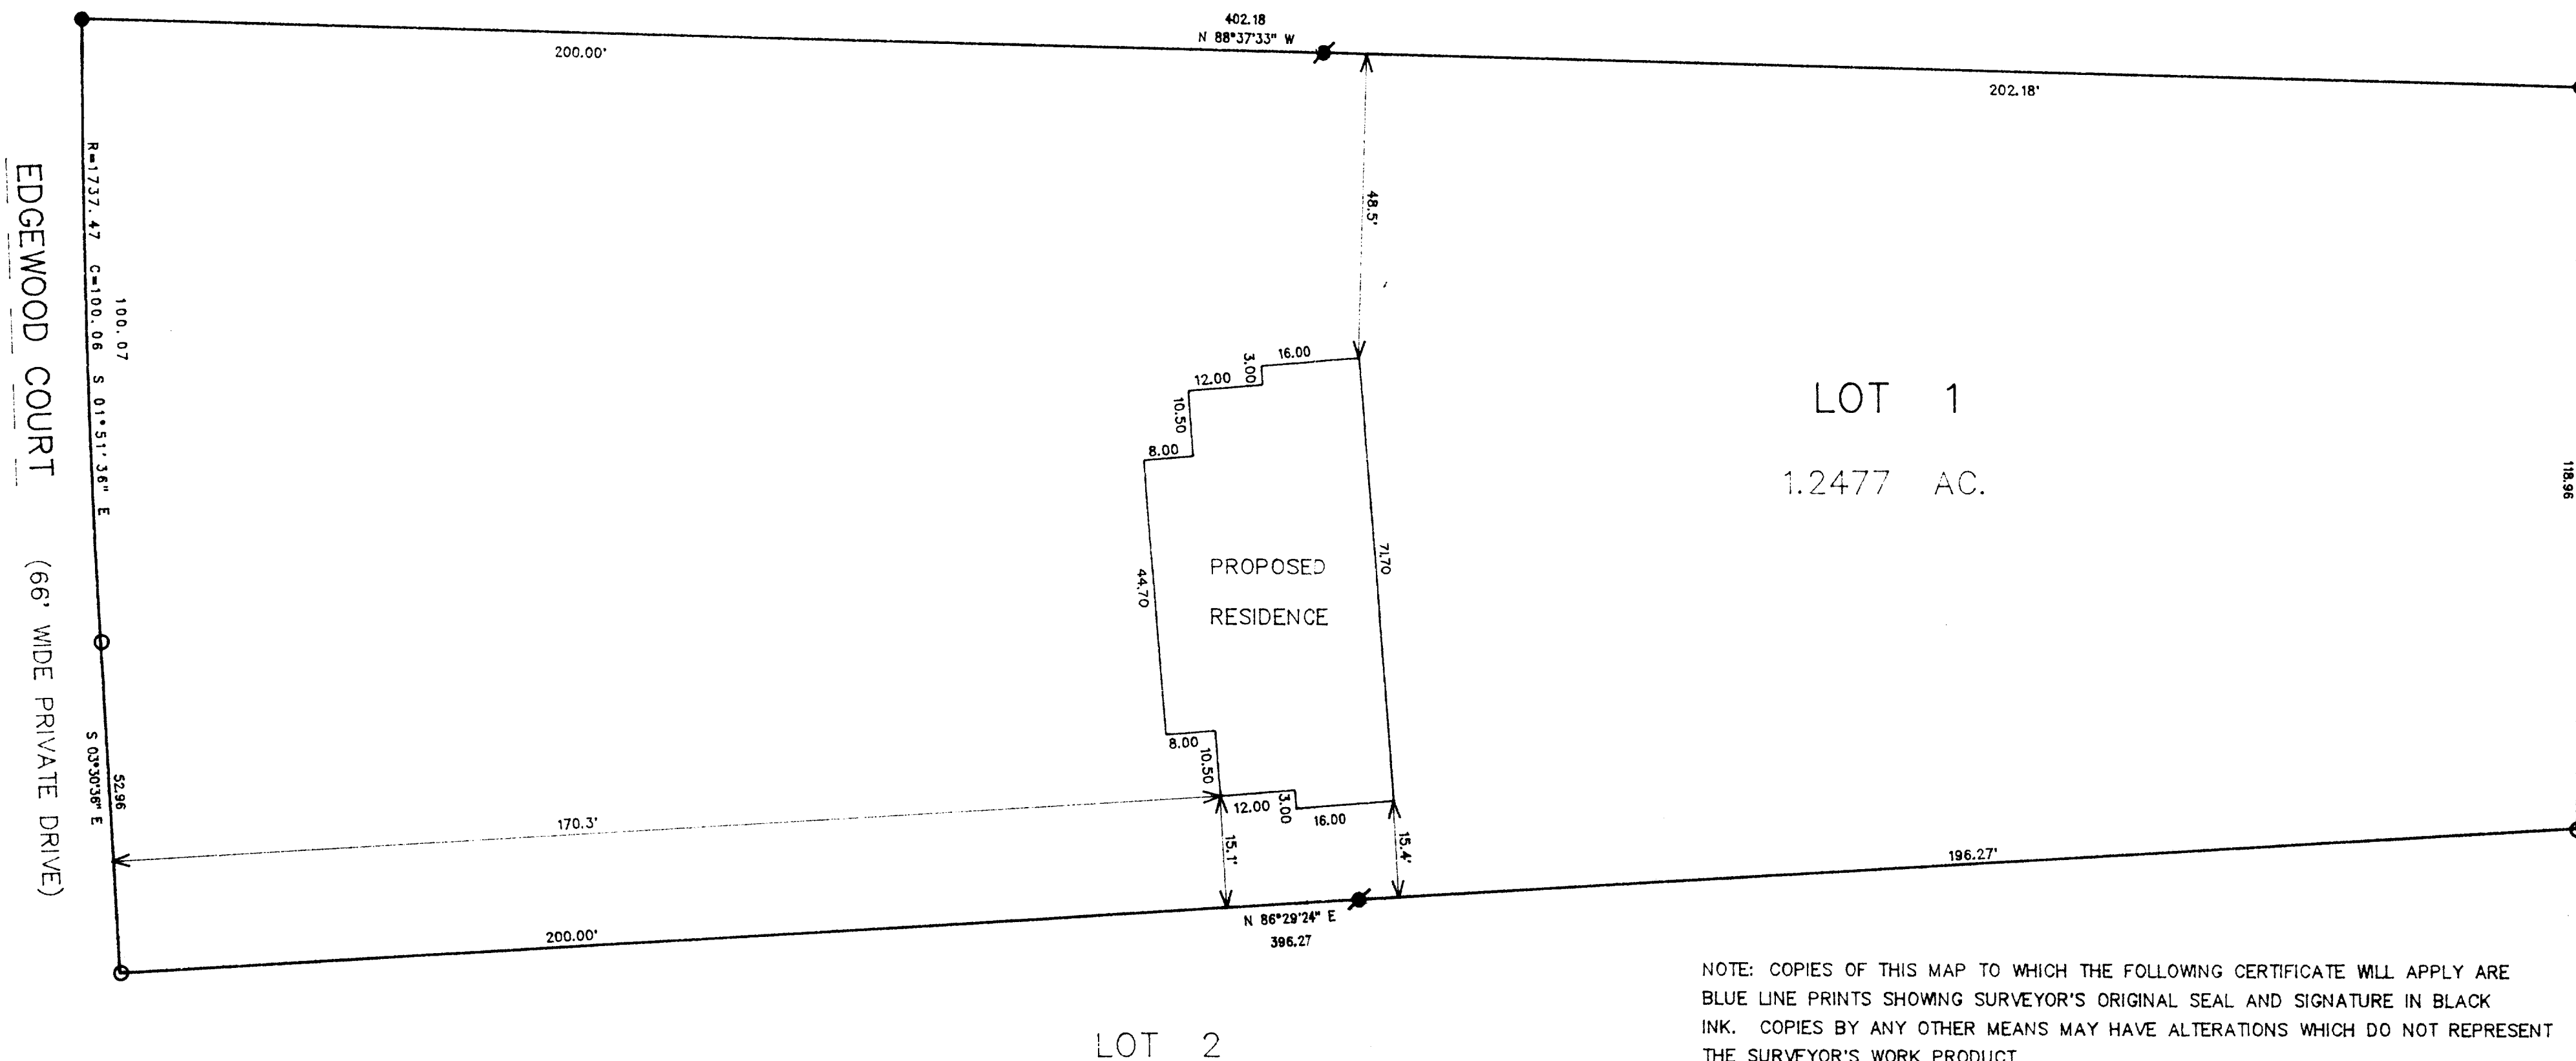 402.18
N 88°37'33" W
200.00'
202.18'
EDGEWOOD COURT (66' WIDE PRIVATE DRIVE)
R=1737.47 C=100.06 S 01°51'36" E
100.07
S 03°30'36" E
52.96
48.5'
16.00
3.00
12.00
10.50
8.00
44.70
71.70
PROPOSED
RESIDENCE
8.00
10.50
12.00
3.00
16.00
170.3'
15.1'
15.4'
LOT 1
1.2477 AC.
118.96
196.27'
200.00'
N 86°29'24" E
396.27
LOT 2
NOTE: COPIES OF THIS MAP TO WHICH THE FOLLOWING CERTIFICATE WILL APPLY ARE
BLUE LINE PRINTS SHOWING SURVEYOR'S ORIGINAL SEAL AND SIGNATURE IN BLACK
INK. COPIES BY ANY OTHER MEANS MAY HAVE ALTERATIONS WHICH DO NOT REPRESENT
THE SURVEYOR'S WORK PRODUCT